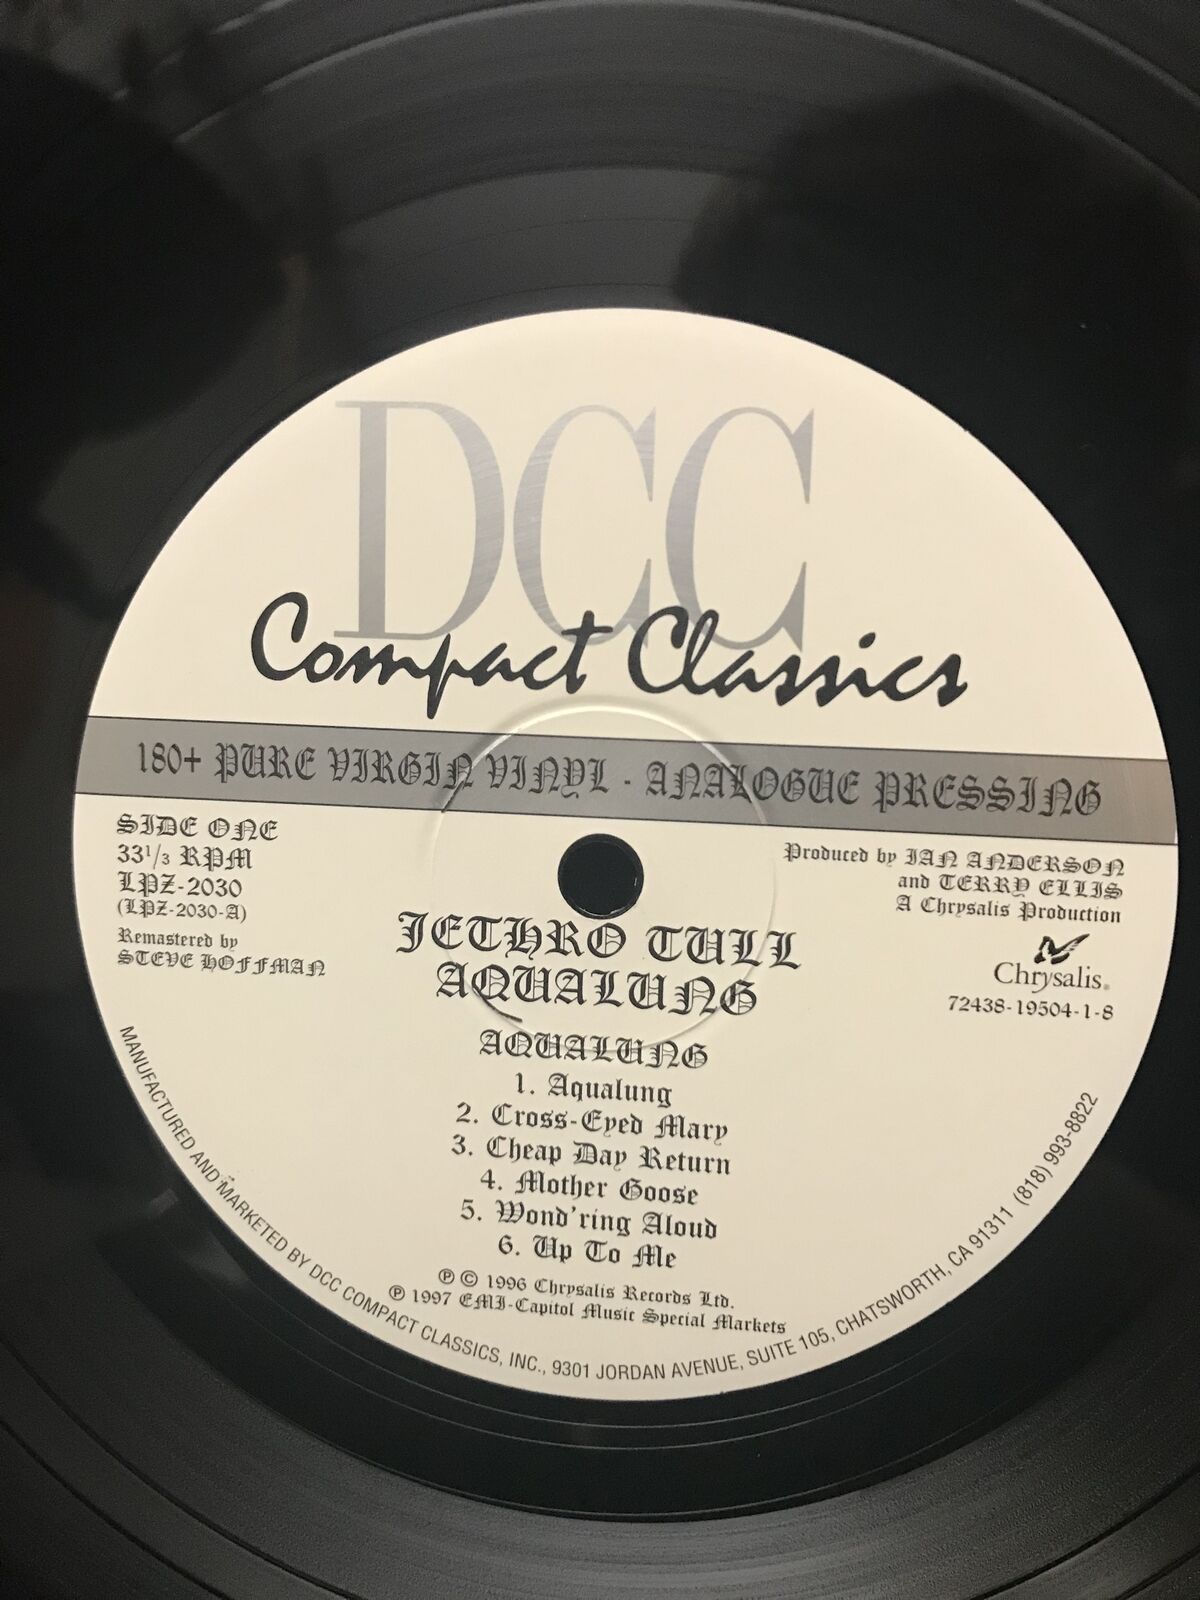 DCC
Compact Classics
180+ PURE VIRGIN VINYL - ANALOGUE PRESSING
SIDE ONE
33 1/3 RPM
LPZ-2030
(LPZ-2030-A)
Remastered by
STEVE HOFFMAN
Produced by IAN ANDERSON
and TERRY ELLIS
A Chrysalis Production
Chrysalis®
72438-19504-1-8
JETHRO TULL
AQUALUNG
AQUALUNG
1. Aqualung
2. Cross-Eyed Mary
3. Cheap Day Return
4. Mother Goose
5. Wond'ring Aloud
6. Up To Me
℗ © 1996 Chrysalis Records Ltd.
℗ 1997 EMI-Capitol Music Special Markets
MANUFACTURED AND MARKETED BY DCC COMPACT CLASSICS, INC., 9301 JORDAN AVENUE, SUITE 105, CHATSWORTH, CA 91311 (818) 993-8822